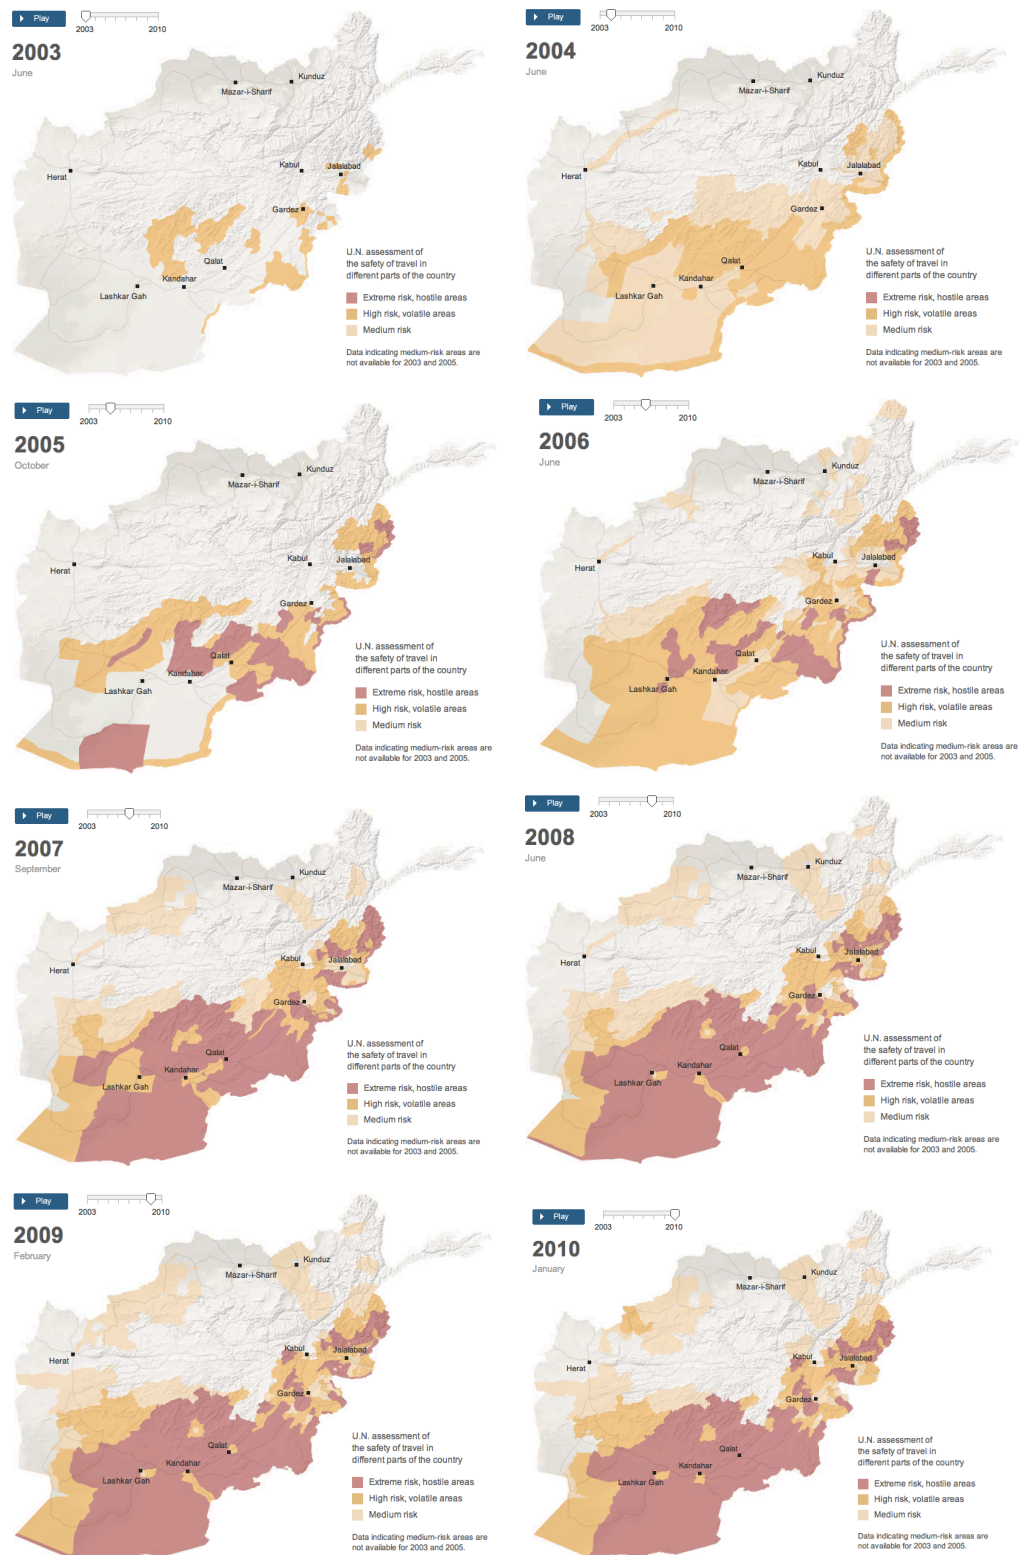 Play
2003
2010
2003
June
Kunduz
Mazar-i-Sharif
Herat
Kabul
Jalalabad
Gardez
Qalat
Kandahar
Lashkar Gah
U.N. assessment of
the safety of travel in
different parts of the country
Extreme risk, hostile areas
High risk, volatile areas
Medium risk
Data indicating medium-risk areas are
not available for 2003 and 2005.
Play
2003
2010
2004
June
Kunduz
Mazar-i-Sharif
Herat
Kabul
Jalalabad
Gardez
Qalat
Kandahar
Lashkar Gah
U.N. assessment of
the safety of travel in
different parts of the country
Extreme risk, hostile areas
High risk, volatile areas
Medium risk
Data indicating medium-risk areas are
not available for 2003 and 2005.
Play
2003
2010
2005
October
Kunduz
Mazar-i-Sharif
Herat
Kabul
Jalalabad
Gardez
Qalat
Kandahar
Lashkar Gah
U.N. assessment of
the safety of travel in
different parts of the country
Extreme risk, hostile areas
High risk, volatile areas
Medium risk
Data indicating medium-risk areas are
not available for 2003 and 2005.
Play
2003
2010
2006
June
Kunduz
Mazar-i-Sharif
Herat
Kabul
Jalalabad
Gardez
Qalat
Kandahar
Lashkar Gah
U.N. assessment of
the safety of travel in
different parts of the country
Extreme risk, hostile areas
High risk, volatile areas
Medium risk
Data indicating medium-risk areas are
not available for 2003 and 2005.
Play
2003
2010
2007
September
Kunduz
Mazar-i-Sharif
Herat
Kabul
Jalalabad
Gardez
Qalat
Kandahar
Lashkar Gah
U.N. assessment of
the safety of travel in
different parts of the country
Extreme risk, hostile areas
High risk, volatile areas
Medium risk
Data indicating medium-risk areas are
not available for 2003 and 2005.
Play
2003
2010
2008
June
Kunduz
Mazar-i-Sharif
Herat
Kabul
Jalalabad
Gardez
Qalat
Kandahar
Lashkar Gah
U.N. assessment of
the safety of travel in
different parts of the country
Extreme risk, hostile areas
High risk, volatile areas
Medium risk
Data indicating medium-risk areas are
not available for 2003 and 2005.
Play
2003
2010
2009
February
Kunduz
Mazar-i-Sharif
Herat
Kabul
Jalalabad
Gardez
Qalat
Kandahar
Lashkar Gah
U.N. assessment of
the safety of travel in
different parts of the country
Extreme risk, hostile areas
High risk, volatile areas
Medium risk
Data indicating medium-risk areas are
not available for 2003 and 2005.
Play
2003
2010
2010
January
Kunduz
Mazar-i-Sharif
Herat
Kabul
Jalalabad
Gardez
Qalat
Kandahar
Lashkar Gah
U.N. assessment of
the safety of travel in
different parts of the country
Extreme risk, hostile areas
High risk, volatile areas
Medium risk
Data indicating medium-risk areas are
not available for 2003 and 2005.